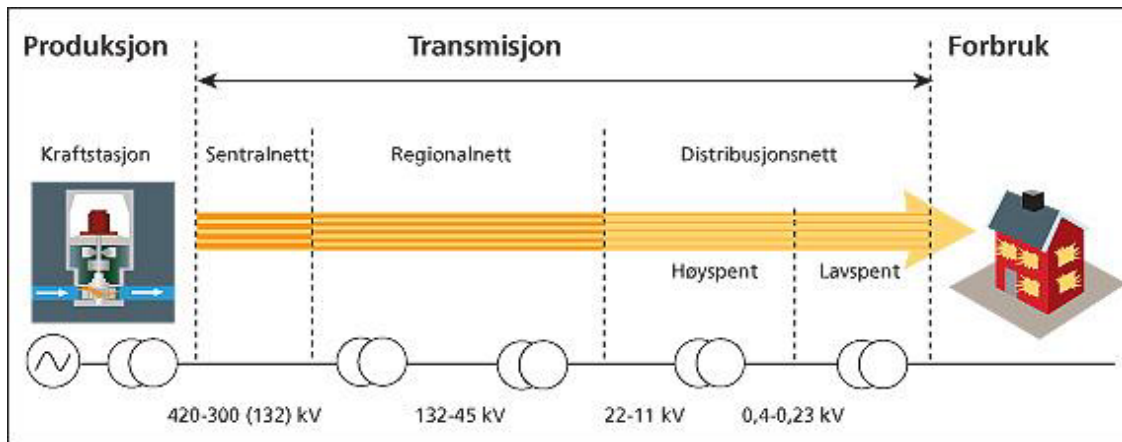 Produksjon
Transmisjon
Forbruk
Kraftstasjon
Sentralnett
Regionalnett
Distribusjonsnett
Høyspent
Lavspent
420-300 (132) kV
132-45 kV
22-11 kV
0,4-0,23 kV